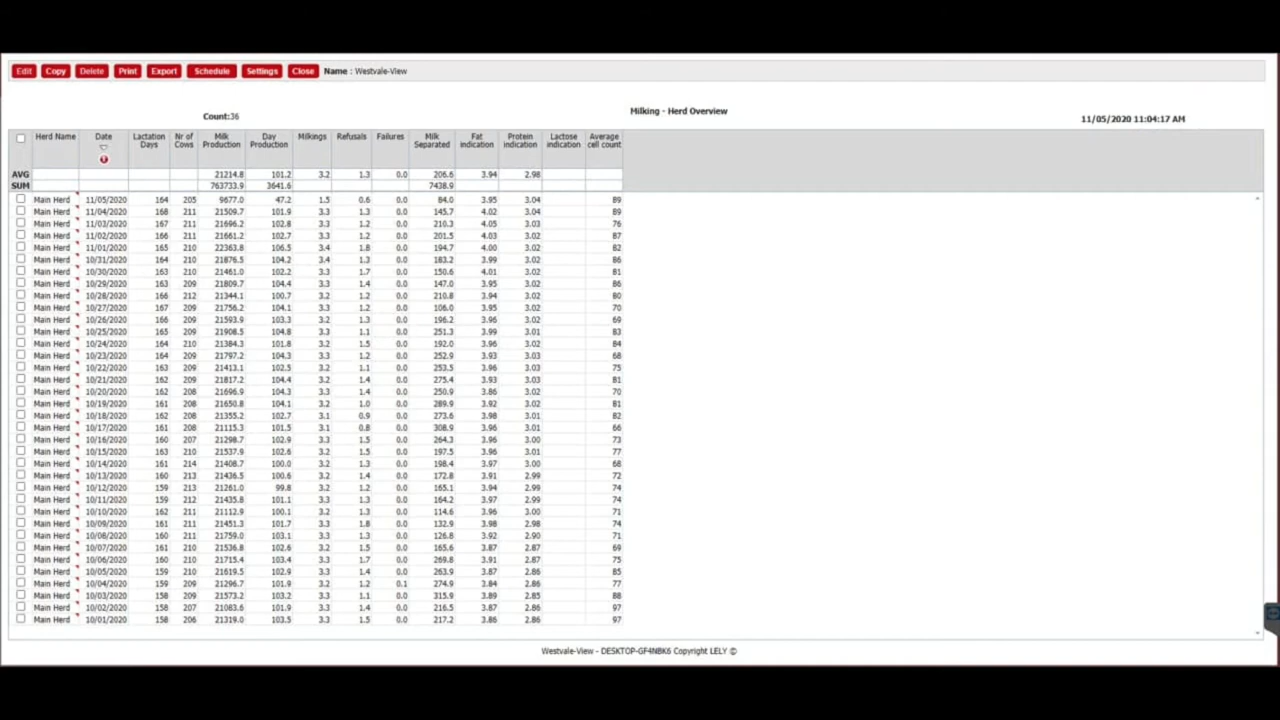 Edit Copy Delete Print Export Schedule Settings Close Name : Westvale-View
Count:36
Milking - Herd Overview
11/05/2020 11:04:17 AM
Herd Name Date Lactation Days Nr of Cows Milk Production Day Production Milkings Refusals Failures Milk Separated Fat indication Protein indication Lactose indication Average cell count
AVG 21214.8 101.2 3.2 1.3 0.0 206.6 3.94 2.98
SUM 763733.9 3641.6 7438.9
Main Herd 11/05/2020 164 205 9677.0 47.2 1.5 0.6 0.0 84.0 3.95 3.04 89
Main Herd 11/04/2020 168 211 21509.7 101.9 3.3 1.3 0.0 145.7 4.02 3.04 89
Main Herd 11/03/2020 167 211 21696.2 102.8 3.3 1.2 0.0 210.3 4.05 3.03 76
Main Herd 11/02/2020 166 211 21661.2 102.7 3.3 1.2 0.0 201.5 4.03 3.02 87
Main Herd 11/01/2020 165 210 22363.8 106.5 3.4 1.8 0.0 194.7 4.00 3.02 82
Main Herd 10/31/2020 164 210 21876.5 104.2 3.4 1.3 0.0 183.2 3.99 3.02 86
Main Herd 10/30/2020 163 210 21461.0 102.2 3.3 1.7 0.0 150.6 4.01 3.02 81
Main Herd 10/29/2020 163 209 21809.7 104.4 3.3 1.4 0.0 147.0 3.95 3.02 86
Main Herd 10/28/2020 166 212 21344.1 100.7 3.2 1.2 0.0 210.8 3.94 3.02 80
Main Herd 10/27/2020 167 209 21756.2 104.1 3.3 1.2 0.0 106.0 3.95 3.02 70
Main Herd 10/26/2020 166 209 21593.9 103.3 3.2 1.3 0.0 196.2 3.96 3.02 69
Main Herd 10/25/2020 165 209 21908.5 104.8 3.3 1.1 0.0 251.3 3.99 3.01 83
Main Herd 10/24/2020 164 210 21384.3 101.8 3.2 1.5 0.0 192.0 3.96 3.02 84
Main Herd 10/23/2020 164 209 21797.2 104.3 3.3 1.2 0.0 252.9 3.93 3.03 68
Main Herd 10/22/2020 163 209 21413.1 102.5 3.2 1.1 0.0 253.5 3.96 3.03 75
Main Herd 10/21/2020 162 209 21817.2 104.4 3.2 1.4 0.0 275.4 3.93 3.03 81
Main Herd 10/20/2020 162 208 21696.9 104.3 3.3 1.4 0.0 250.9 3.86 3.02 70
Main Herd 10/19/2020 161 208 21650.8 104.1 3.2 1.0 0.0 289.9 3.92 3.02 81
Main Herd 10/18/2020 162 208 21355.2 102.7 3.1 0.9 0.0 273.6 3.98 3.01 82
Main Herd 10/17/2020 161 208 21115.3 101.5 3.1 0.8 0.0 308.9 3.96 3.01 66
Main Herd 10/16/2020 160 207 21298.7 102.9 3.3 1.5 0.0 264.3 3.96 3.00 73
Main Herd 10/15/2020 163 210 21537.9 102.6 3.2 1.5 0.0 197.5 3.96 3.01 77
Main Herd 10/14/2020 161 214 21408.7 100.0 3.2 1.3 0.0 198.4 3.97 3.00 68
Main Herd 10/13/2020 160 213 21436.5 100.6 3.2 1.4 0.0 172.8 3.91 2.99 72
Main Herd 10/12/2020 159 213 21261.0 99.8 3.2 1.2 0.0 165.1 3.94 2.99 74
Main Herd 10/11/2020 159 212 21435.8 101.1 3.3 1.3 0.0 164.2 3.97 2.99 74
Main Herd 10/10/2020 162 211 21112.9 100.1 3.2 1.3 0.0 114.6 3.96 3.00 71
Main Herd 10/09/2020 161 211 21451.3 101.7 3.3 1.8 0.0 132.9 3.98 2.98 74
Main Herd 10/08/2020 160 211 21759.0 103.1 3.3 1.3 0.0 126.8 3.92 2.90 71
Main Herd 10/07/2020 161 210 21536.8 102.6 3.2 1.5 0.0 165.6 3.87 2.87 69
Main Herd 10/06/2020 160 210 21715.4 103.4 3.3 1.7 0.0 269.8 3.91 2.87 75
Main Herd 10/05/2020 159 210 21619.5 102.9 3.3 1.4 0.0 263.9 3.87 2.86 85
Main Herd 10/04/2020 159 209 21296.7 101.9 3.2 1.2 0.1 274.9 3.84 2.86 77
Main Herd 10/03/2020 158 209 21573.2 103.2 3.3 1.1 0.0 315.9 3.89 2.85 88
Main Herd 10/02/2020 158 207 21083.6 101.9 3.3 1.4 0.0 216.5 3.87 2.86 97
Main Herd 10/01/2020 158 206 21319.0 103.5 3.3 1.5 0.0 217.2 3.86 2.86 97
Westvale-View - DESKTOP-GF4N8K6 Copyright LELY ©